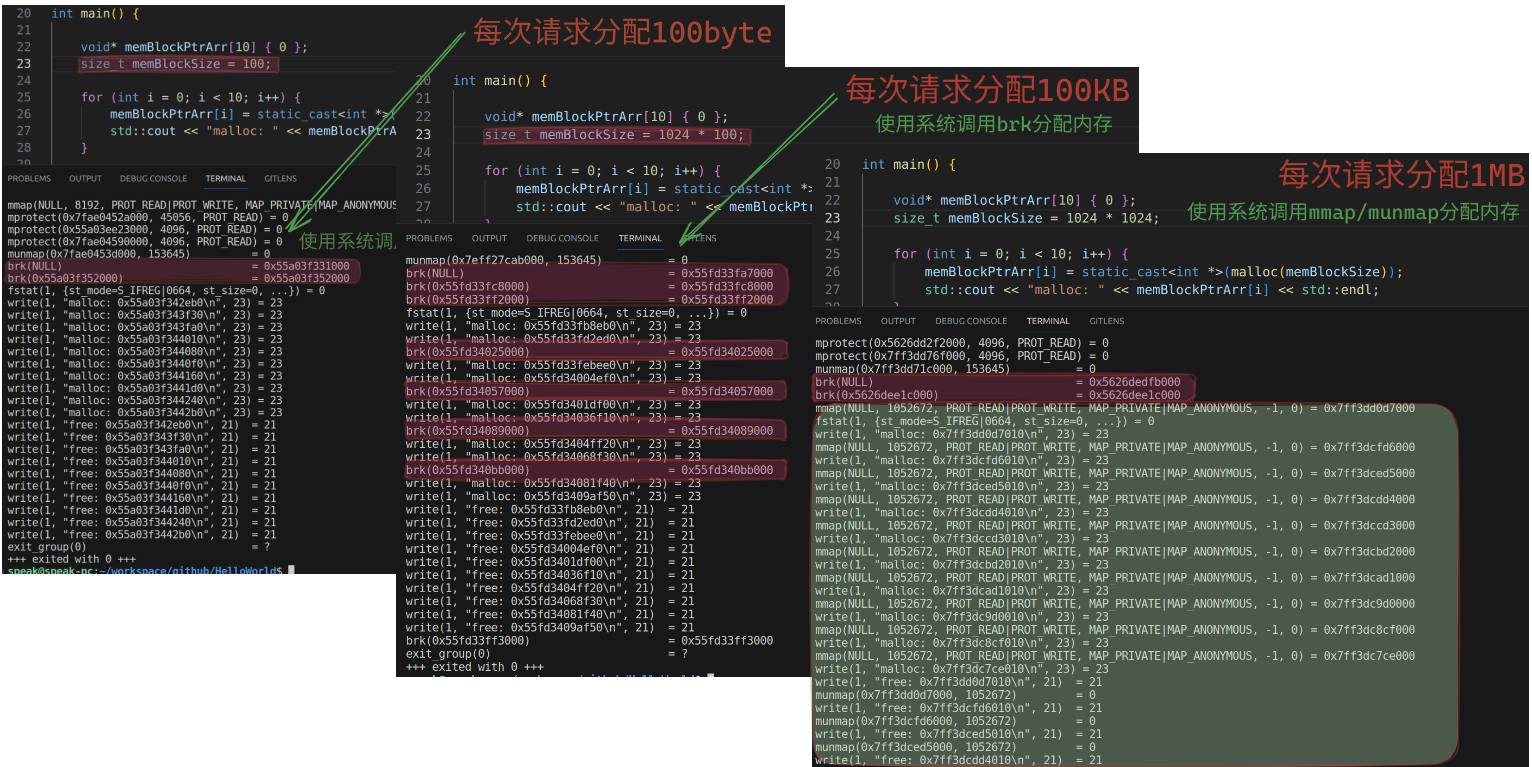 20 int main() {
21
22 void* memBlockPtrArr[10] { 0 };
23 size_t memBlockSize = 100;
24
25 for (int i = 0; i < 10; i++) {
26 memBlockPtrArr[i] = static_cast<int *>(
27 std::cout << "malloc: " << memBlockPtrA
28 }
29
每次请求分配100byte
PROBLEMS OUTPUT DEBUG CONSOLE TERMINAL GITLENS
mmap(NULL, 8192, PROT_READ|PROT_WRITE, MAP_PRIVATE|MAP_ANONYMOUS
mprotect(0x7fae0452a000, 45056, PROT_READ) = 0
mprotect(0x55a03ee23000, 4096, PROT_READ) = 0
mprotect(0x7fae04590000, 4096, PROT_READ) = 0
使用系统调
munmap(0x7fae0453d000, 153645) = 0
brk(NULL) = 0x55a03f331000
brk(0x55a03f352000) = 0x55a03f352000
fstat(1, {st_mode=S_IFREG|0664, st_size=0, ...}) = 0
write(1, "malloc: 0x55a03f342eb0\n", 23) = 23
write(1, "malloc: 0x55a03f343f30\n", 23) = 23
write(1, "malloc: 0x55a03f343fa0\n", 23) = 23
write(1, "malloc: 0x55a03f344010\n", 23) = 23
write(1, "malloc: 0x55a03f344080\n", 23) = 23
write(1, "malloc: 0x55a03f3440f0\n", 23) = 23
write(1, "malloc: 0x55a03f344160\n", 23) = 23
write(1, "malloc: 0x55a03f3441d0\n", 23) = 23
write(1, "malloc: 0x55a03f344240\n", 23) = 23
write(1, "malloc: 0x55a03f3442b0\n", 23) = 23
write(1, "free: 0x55a03f342eb0\n", 21) = 21
write(1, "free: 0x55a03f343f30\n", 21) = 21
write(1, "free: 0x55a03f343fa0\n", 21) = 21
write(1, "free: 0x55a03f344010\n", 21) = 21
write(1, "free: 0x55a03f344080\n", 21) = 21
write(1, "free: 0x55a03f3440f0\n", 21) = 21
write(1, "free: 0x55a03f344160\n", 21) = 21
write(1, "free: 0x55a03f3441d0\n", 21) = 21
write(1, "free: 0x55a03f344240\n", 21) = 21
write(1, "free: 0x55a03f3442b0\n", 21) = 21
exit_group(0) = ?
+++ exited with 0 +++
speak@speak-pc:~/workspace/github/HelloWorld$
20 int main() {
21
22 void* memBlockPtrArr[10] { 0 };
23 size_t memBlockSize = 1024 * 100;
24
25 for (int i = 0; i < 10; i++) {
26 memBlockPtrArr[i] = static_cast<int *>
27 std::cout << "malloc: " << memBlockPtr
28 }
每次请求分配100KB
使用系统调用brk分配内存
PROBLEMS OUTPUT DEBUG CONSOLE TERMINAL GITLENS
munmap(0x7eff27cab000, 153645) = 0
brk(NULL) = 0x55fd33fa7000
brk(0x55fd33fc8000) = 0x55fd33fc8000
brk(0x55fd33ff2000) = 0x55fd33ff2000
fstat(1, {st_mode=S_IFREG|0664, st_size=0, ...}) = 0
write(1, "malloc: 0x55fd33fb8eb0\n", 23) = 23
write(1, "malloc: 0x55fd33fd2ed0\n", 23) = 23
brk(0x55fd34025000) = 0x55fd34025000
write(1, "malloc: 0x55fd33febee0\n", 23) = 23
write(1, "malloc: 0x55fd34004ef0\n", 23) = 23
brk(0x55fd34057000) = 0x55fd34057000
write(1, "malloc: 0x55fd3401df00\n", 23) = 23
write(1, "malloc: 0x55fd34036f10\n", 23) = 23
brk(0x55fd34089000) = 0x55fd34089000
write(1, "malloc: 0x55fd3404ff20\n", 23) = 23
write(1, "malloc: 0x55fd34068f30\n", 23) = 23
brk(0x55fd340bb000) = 0x55fd340bb000
write(1, "malloc: 0x55fd34081f40\n", 23) = 23
write(1, "malloc: 0x55fd3409af50\n", 23) = 23
write(1, "free: 0x55fd33fb8eb0\n", 21) = 21
write(1, "free: 0x55fd33fd2ed0\n", 21) = 21
write(1, "free: 0x55fd33febee0\n", 21) = 21
write(1, "free: 0x55fd34004ef0\n", 21) = 21
write(1, "free: 0x55fd3401df00\n", 21) = 21
write(1, "free: 0x55fd34036f10\n", 21) = 21
write(1, "free: 0x55fd3404ff20\n", 21) = 21
write(1, "free: 0x55fd34068f30\n", 21) = 21
write(1, "free: 0x55fd34081f40\n", 21) = 21
write(1, "free: 0x55fd3409af50\n", 21) = 21
brk(0x55fd33ff3000) = 0x55fd33ff3000
exit_group(0) = ?
+++ exited with 0 +++
20 int main() {
21
22 void* memBlockPtrArr[10] { 0 };
23 size_t memBlockSize = 1024 * 1024;
24
25 for (int i = 0; i < 10; i++) {
26 memBlockPtrArr[i] = static_cast<int *>(malloc(memBlockSize));
27 std::cout << "malloc: " << memBlockPtrArr[i] << std::endl;
28 }
每次请求分配1MB
使用系统调用mmap/munmap分配内存
PROBLEMS OUTPUT DEBUG CONSOLE TERMINAL GITLENS
mprotect(0x5626dd2f2000, 4096, PROT_READ) = 0
mprotect(0x7ff3dd76f000, 4096, PROT_READ) = 0
munmap(0x7ff3dd71c000, 153645) = 0
brk(NULL) = 0x5626dedfb000
brk(0x5626dee1c000) = 0x5626dee1c000
mmap(NULL, 1052672, PROT_READ|PROT_WRITE, MAP_PRIVATE|MAP_ANONYMOUS, -1, 0) = 0x7ff3dd0d7000
fstat(1, {st_mode=S_IFREG|0664, st_size=0, ...}) = 0
write(1, "malloc: 0x7ff3dd0d7010\n", 23) = 23
mmap(NULL, 1052672, PROT_READ|PROT_WRITE, MAP_PRIVATE|MAP_ANONYMOUS, -1, 0) = 0x7ff3dcfd6000
write(1, "malloc: 0x7ff3dcfd6010\n", 23) = 23
mmap(NULL, 1052672, PROT_READ|PROT_WRITE, MAP_PRIVATE|MAP_ANONYMOUS, -1, 0) = 0x7ff3dced5000
write(1, "malloc: 0x7ff3dced5010\n", 23) = 23
mmap(NULL, 1052672, PROT_READ|PROT_WRITE, MAP_PRIVATE|MAP_ANONYMOUS, -1, 0) = 0x7ff3dcdd4000
write(1, "malloc: 0x7ff3dcdd4010\n", 23) = 23
mmap(NULL, 1052672, PROT_READ|PROT_WRITE, MAP_PRIVATE|MAP_ANONYMOUS, -1, 0) = 0x7ff3dccd3000
write(1, "malloc: 0x7ff3dccd3010\n", 23) = 23
mmap(NULL, 1052672, PROT_READ|PROT_WRITE, MAP_PRIVATE|MAP_ANONYMOUS, -1, 0) = 0x7ff3dcbd2000
write(1, "malloc: 0x7ff3dcbd2010\n", 23) = 23
mmap(NULL, 1052672, PROT_READ|PROT_WRITE, MAP_PRIVATE|MAP_ANONYMOUS, -1, 0) = 0x7ff3dcad1000
write(1, "malloc: 0x7ff3dcad1010\n", 23) = 23
mmap(NULL, 1052672, PROT_READ|PROT_WRITE, MAP_PRIVATE|MAP_ANONYMOUS, -1, 0) = 0x7ff3dc9d0000
write(1, "malloc: 0x7ff3dc9d0010\n", 23) = 23
mmap(NULL, 1052672, PROT_READ|PROT_WRITE, MAP_PRIVATE|MAP_ANONYMOUS, -1, 0) = 0x7ff3dc8cf000
write(1, "malloc: 0x7ff3dc8cf010\n", 23) = 23
mmap(NULL, 1052672, PROT_READ|PROT_WRITE, MAP_PRIVATE|MAP_ANONYMOUS, -1, 0) = 0x7ff3dc7ce000
write(1, "malloc: 0x7ff3dc7ce010\n", 23) = 23
write(1, "free: 0x7ff3dd0d7010\n", 21) = 21
munmap(0x7ff3dd0d7000, 1052672) = 0
write(1, "free: 0x7ff3dcfd6010\n", 21) = 21
munmap(0x7ff3dcfd6000, 1052672) = 0
write(1, "free: 0x7ff3dced5010\n", 21) = 21
munmap(0x7ff3dced5000, 1052672) = 0
write(1, "free: 0x7ff3dcdd4010\n", 21) = 21